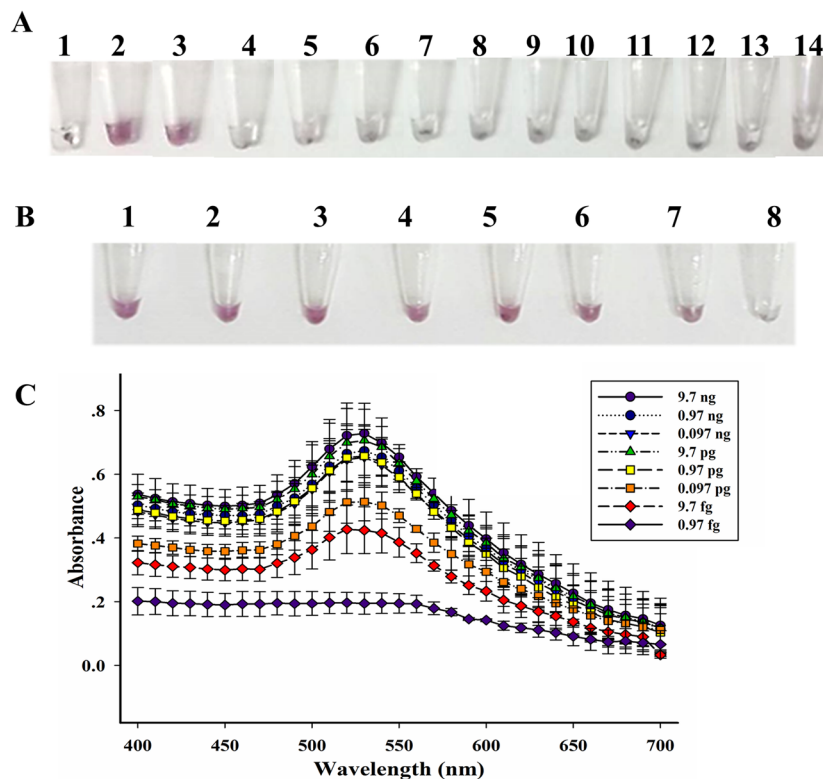 A
1 2 3 4 5 6 7 8 9 10 11 12 13 14
B
1 2 3 4 5 6 7 8
C
.8
.6
.4
.2
0.0
Absorbance
400 450 500 550 600 650 700
Wavelength (nm)
9.7 ng
0.97 ng
0.097 ng
9.7 pg
0.97 pg
0.097 pg
9.7 fg
0.97 fg